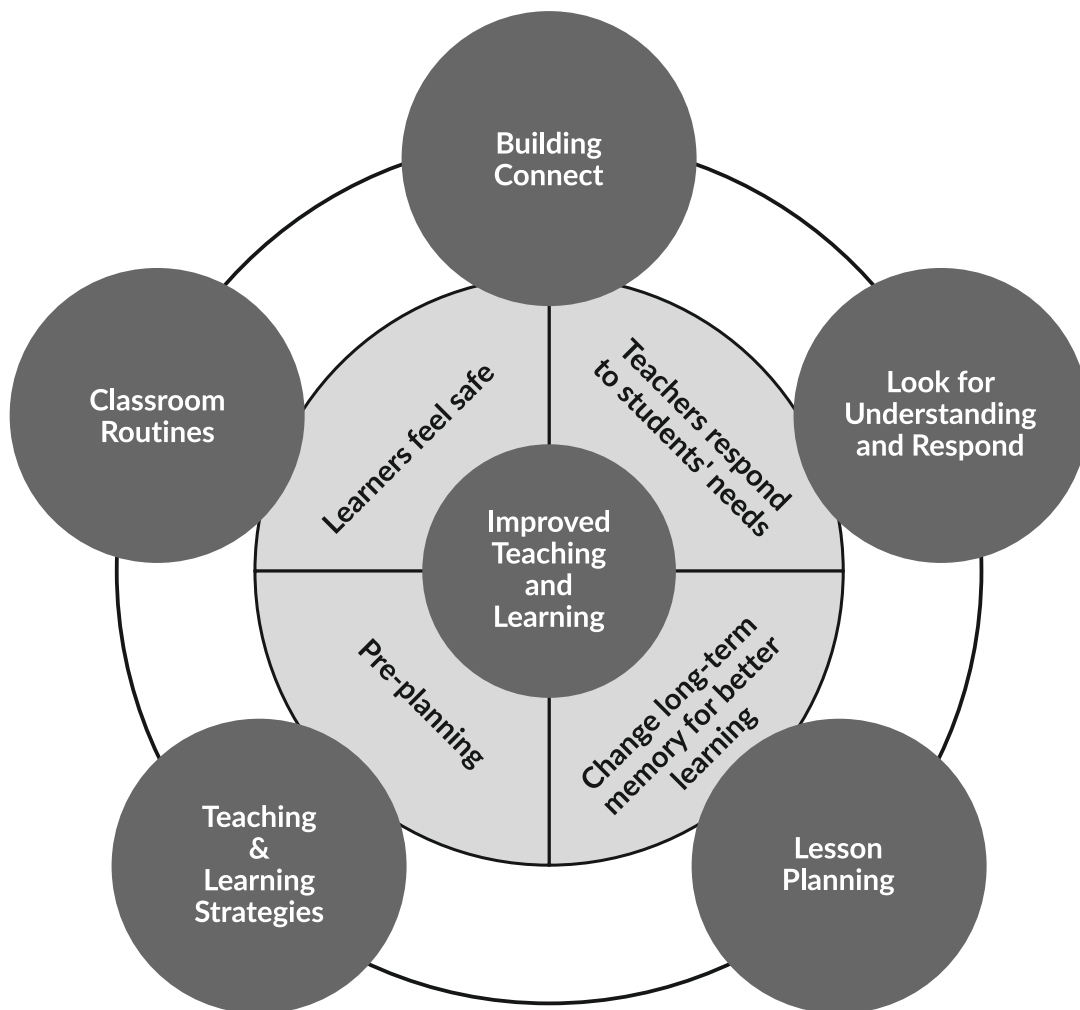 Building
Connect
Classroom
Routines
Look for
Understanding
and Respond
Learners feel safe
Teachers respond
to students' needs
Improved
Teaching
and
Learning
Pre-planning
Change long-term
memory for better
learning
Teaching
&
Learning
Strategies
Lesson
Planning